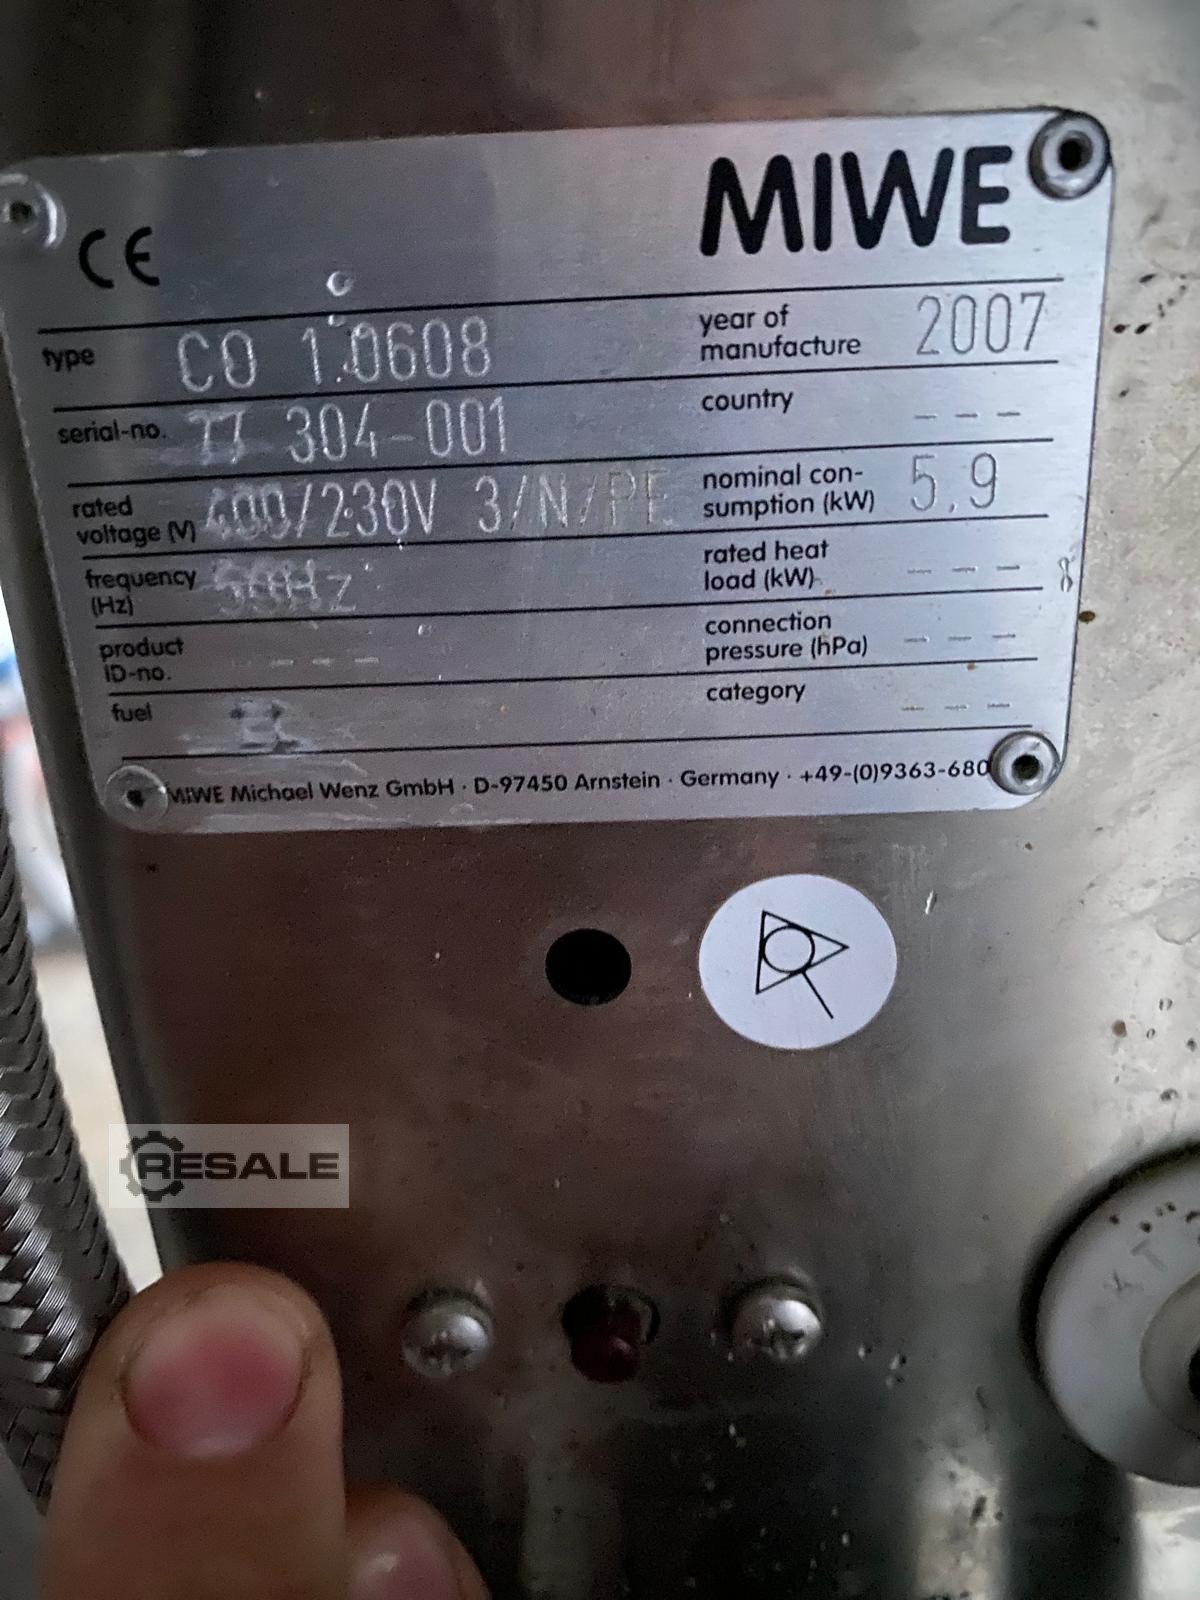 CE
MIWE
type CO 1.0608
year of manufacture 2007
serial-no. 77 304-001
country - - -
rated voltage (V) 400/230V 3/N/PE
nominal con-sumption (kW) 5,9
frequency (Hz) 50Hz
rated heat load (kW) - - -
product ID-no. - - - -
connection pressure (hPa) - - -
fuel
category - - -
MIWE Michael Wenz GmbH · D-97450 Arnstein · Germany · +49-(0)9363-680
RESALE